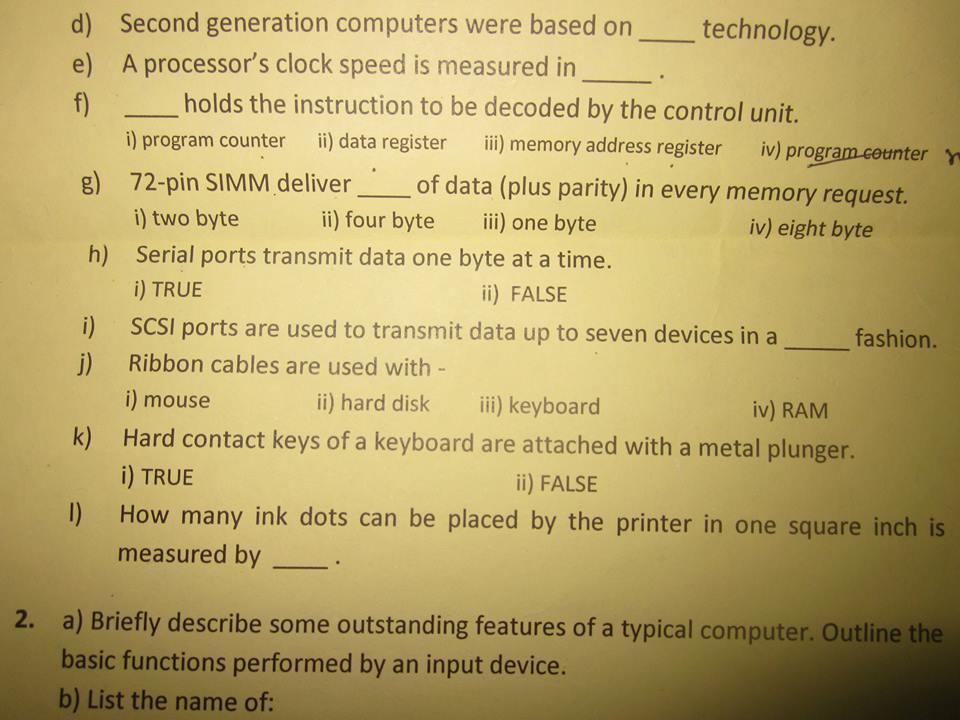 d) Second generation computers were based on ____ technology.
e) A processor's clock speed is measured in _____ .
f) ____ holds the instruction to be decoded by the control unit.
i) program counter ii) data register iii) memory address register iv) program counter
g) 72-pin SIMM deliver ____ of data (plus parity) in every memory request.
i) two byte ii) four byte iii) one byte iv) eight byte
h) Serial ports transmit data one byte at a time.
i) TRUE ii) FALSE
i) SCSI ports are used to transmit data up to seven devices in a _____ fashion.
j) Ribbon cables are used with -
i) mouse ii) hard disk iii) keyboard iv) RAM
k) Hard contact keys of a keyboard are attached with a metal plunger.
i) TRUE ii) FALSE
l) How many ink dots can be placed by the printer in one square inch is
measured by ____ .
2. a) Briefly describe some outstanding features of a typical computer. Outline the
basic functions performed by an input device.
b) List the name of: